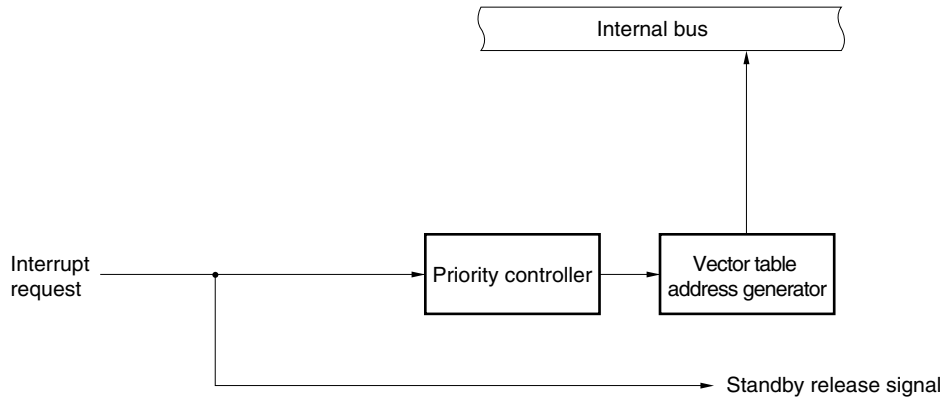 Internal bus
Interrupt
request
Priority controller
Vector table
address generator
Standby release signal